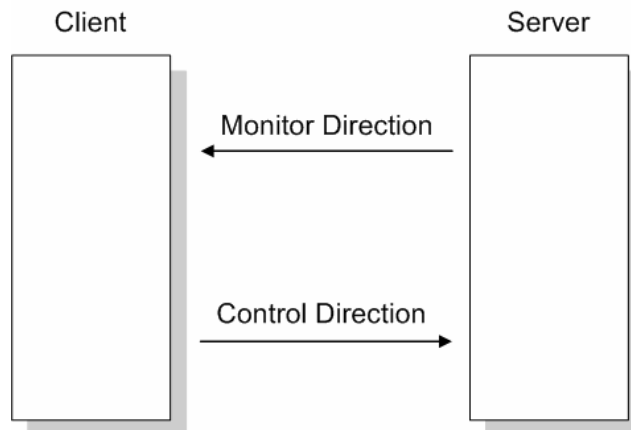 Client
Server
Monitor Direction
Control Direction